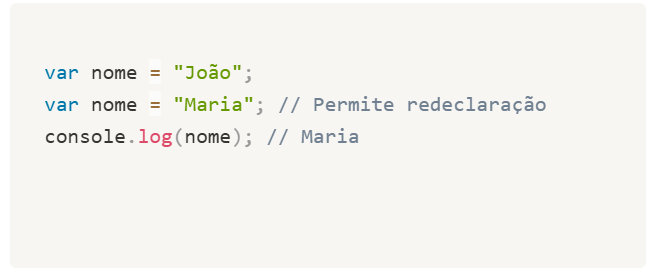 var nome = "João";
var nome = "Maria"; // Permite redeclaração
console.log(nome); // Maria